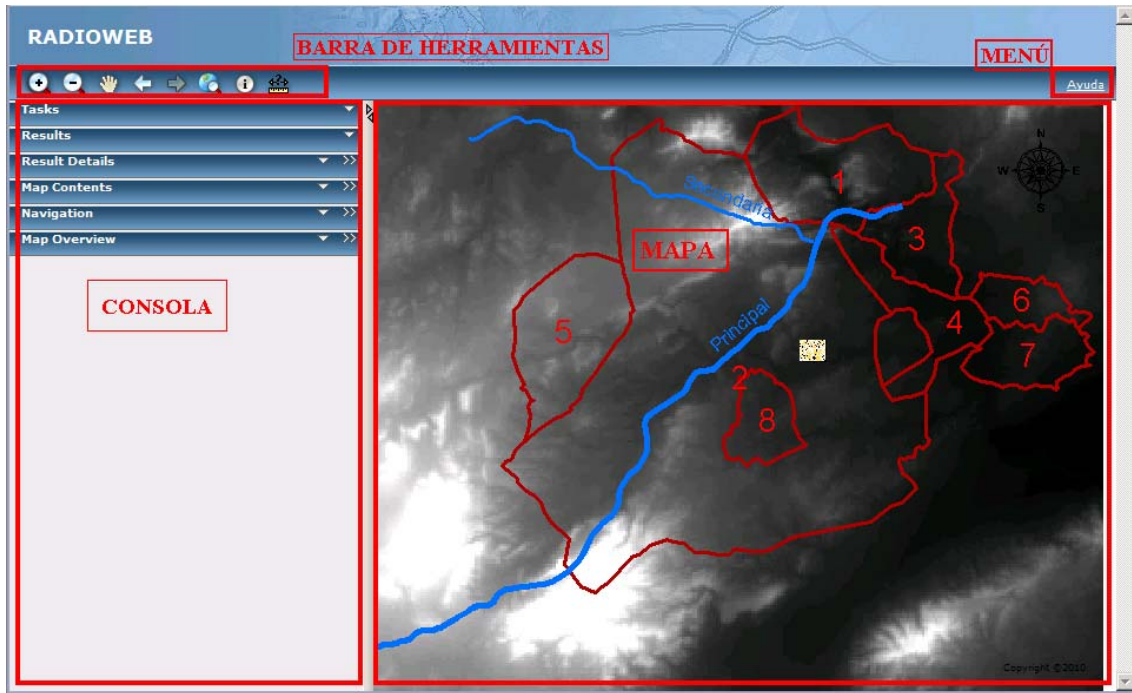 RADIOWEB
BARRA DE HERRAMIENTAS
MENÚ
Ayuda
Tasks
Results
Result Details
Map Contents
Navigation
Map Overview
CONSOLA
N
W E
S
1
Secundaria
3
MAPA
6
4
5
7
Principal
2
8
Copyright ©2010